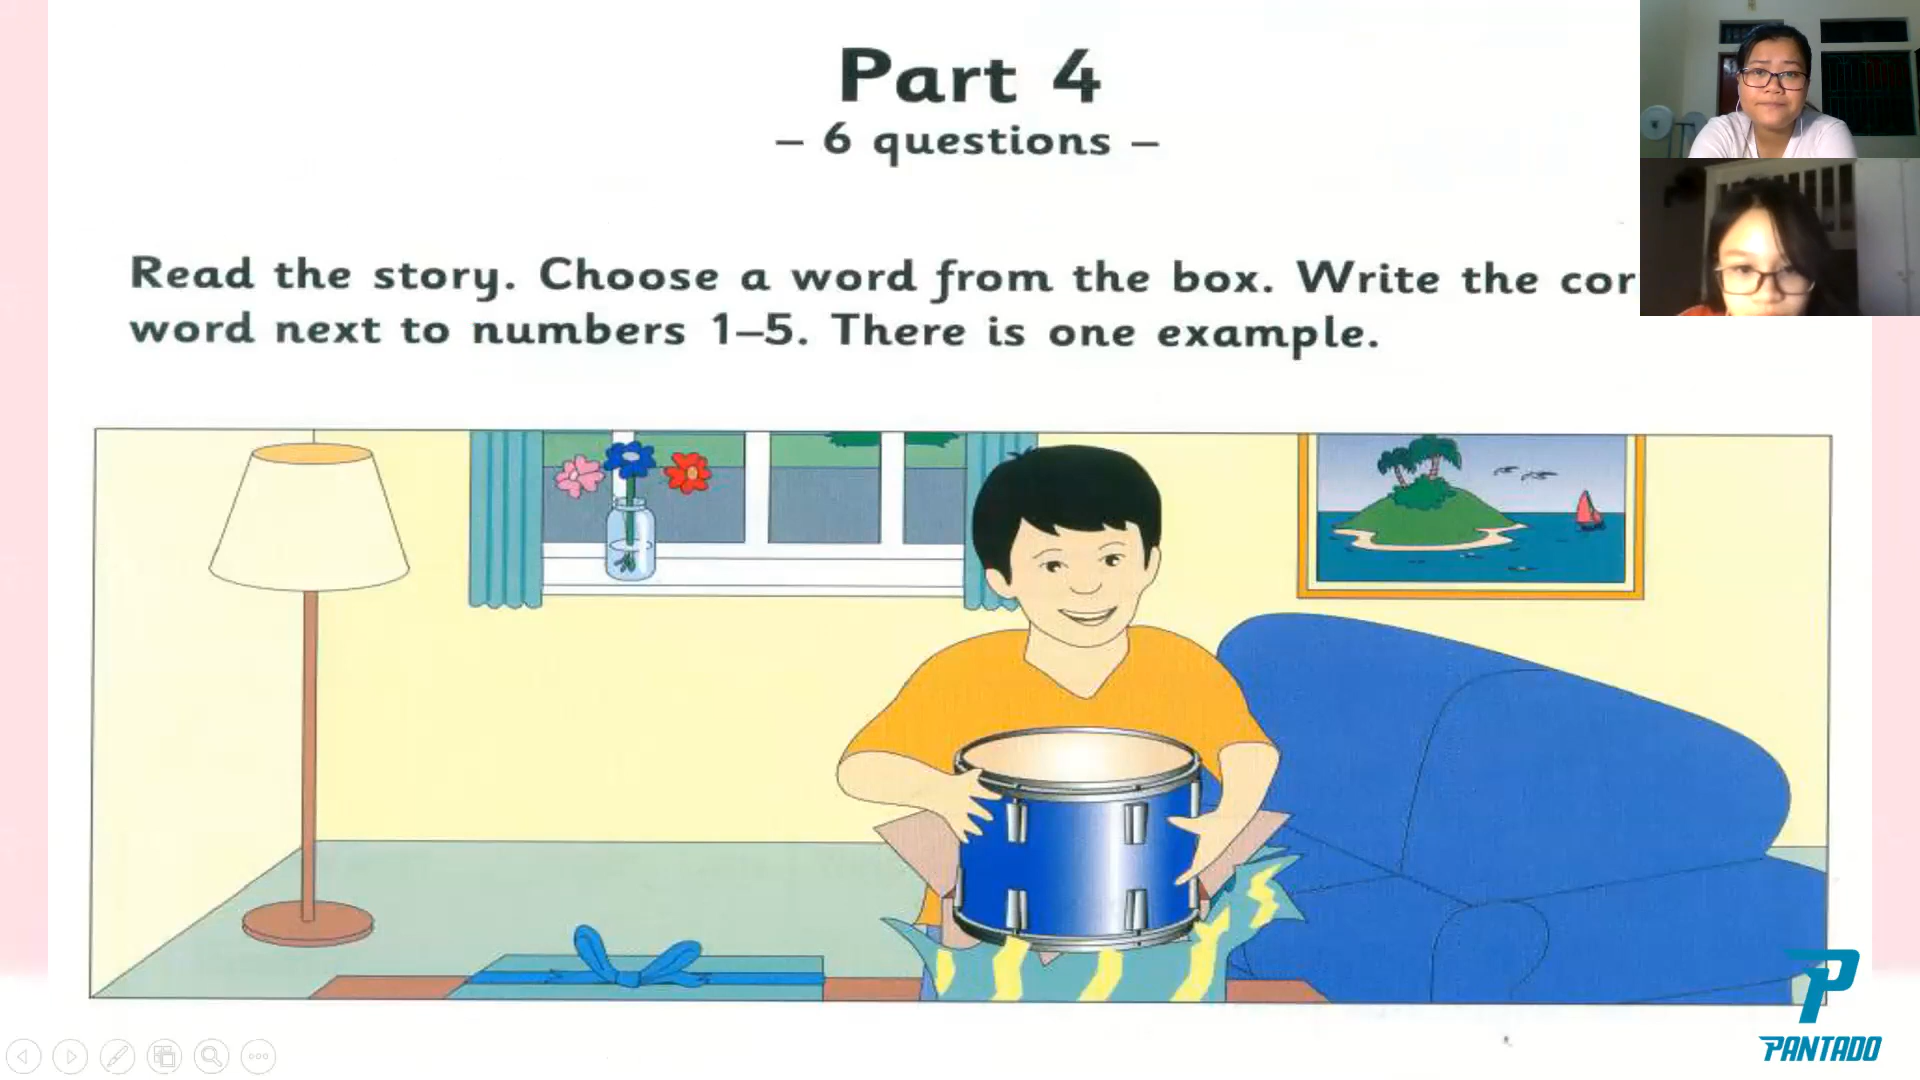 Part 4
– 6 questions –
Read the story. Choose a word from the box. Write the cor
word next to numbers 1–5. There is one example.
PANTADO